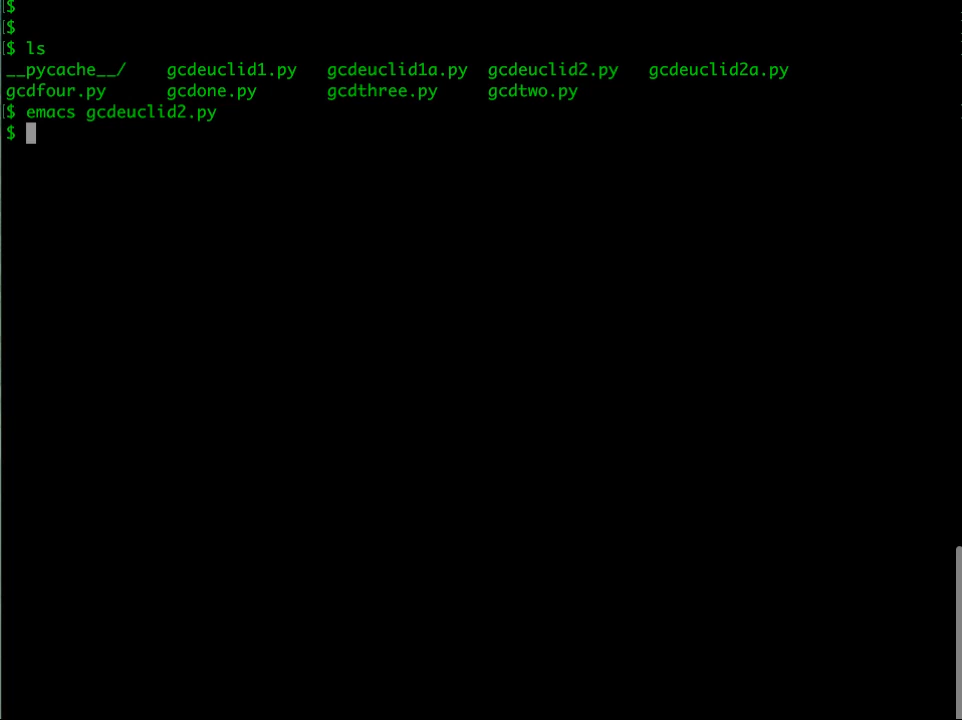 [$
[$
[$ ls
__pycache__/ gcdeuclid1.py gcdeuclid1a.py gcdeuclid2.py gcdeuclid2a.py
gcdfour.py gcdone.py gcdthree.py gcdtwo.py
[$ emacs gcdeuclid2.py
$